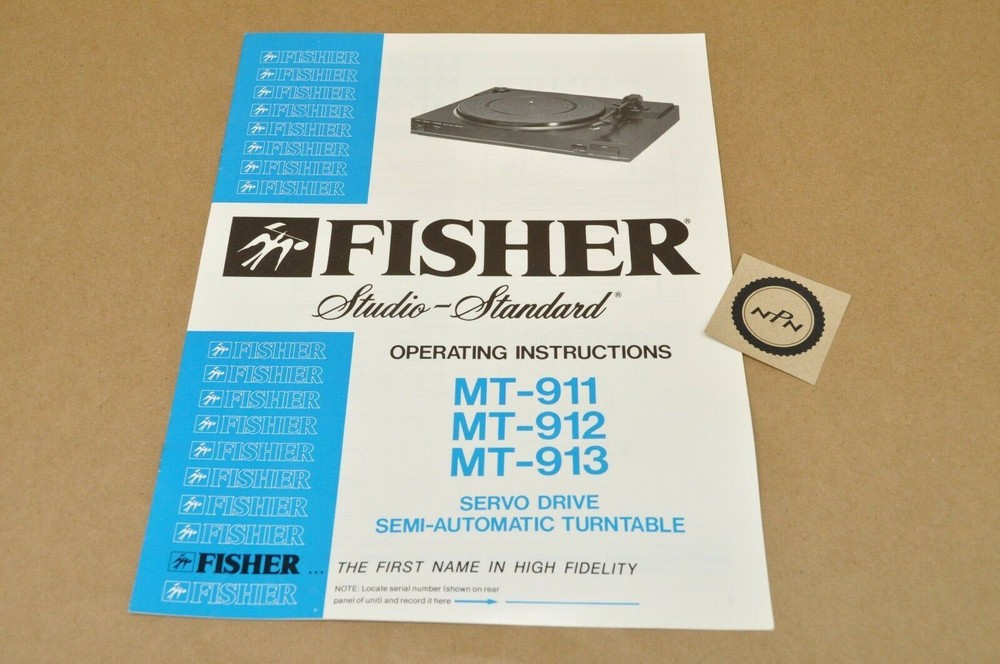 FISHER
FISHER
FISHER
FISHER
FISHER
FISHER
FISHER
FISHER
FISHER®
Studio-Standard®
OPERATING INSTRUCTIONS
MT-911
MT-912
MT-913
SERVO DRIVE
SEMI-AUTOMATIC TURNTABLE
FISHER
FISHER
FISHER
FISHER
FISHER
FISHER
FISHER
FISHER
FISHER... THE FIRST NAME IN HIGH FIDELITY
FISHER
NOTE: Locate serial number (shown on rear
panel of unit) and record it here
NPN